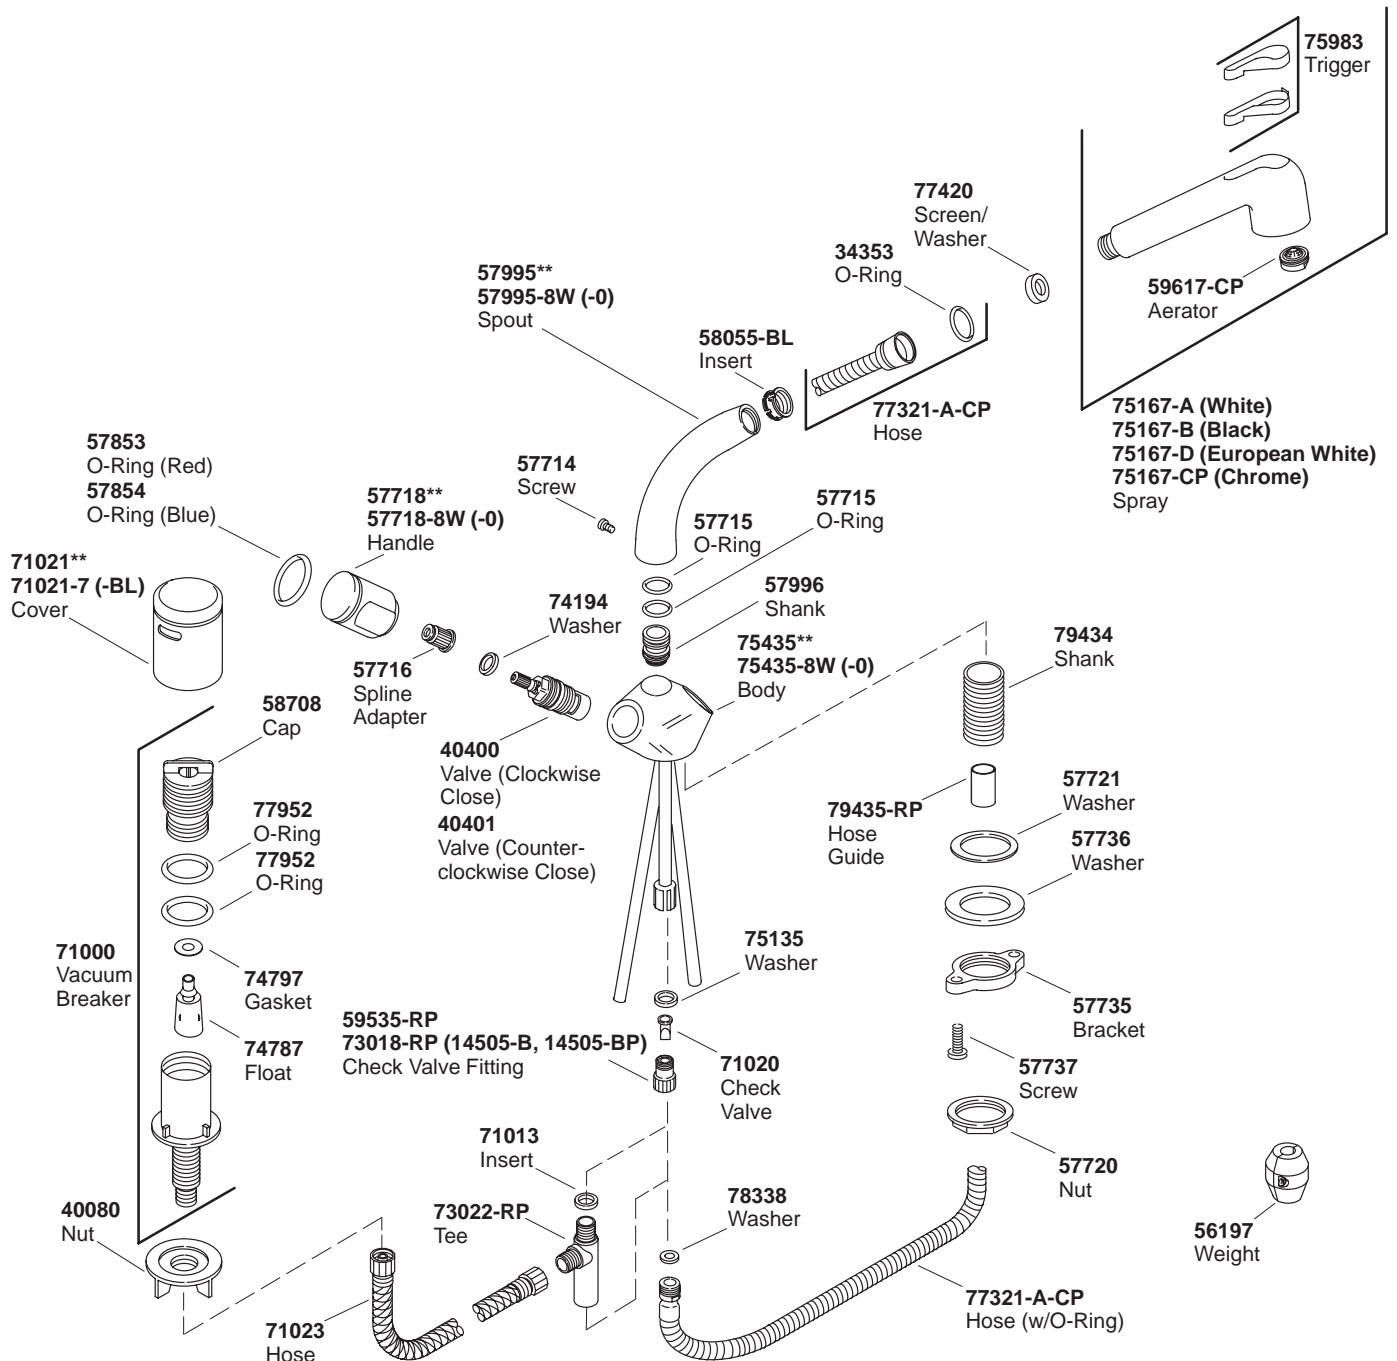 75983
Trigger
77420
Screen/
Washer
34353
O-Ring
59617-CP
Aerator
57995**
57995-8W (-0)
Spout
58055-BL
Insert
77321-A-CP
Hose
75167-A (White)
75167-B (Black)
75167-D (European White)
75167-CP (Chrome)
Spray
57853
O-Ring (Red)
57854
O-Ring (Blue)
57714
Screw
57718**
57718-8W (-0)
Handle
57715
O-Ring
57715
O-Ring
71021**
71021-7 (-BL)
Cover
74194
Washer
57996
Shank
79434
Shank
75435**
75435-8W (-0)
Body
57716
Spline
Adapter
58708
Cap
40400
Valve (Clockwise
Close)
40401
Valve (Counter-
clockwise Close)
79435-RP
Hose
Guide
57721
Washer
57736
Washer
77952
O-Ring
77952
O-Ring
71000
Vacuum
Breaker
74797
Gasket
75135
Washer
57735
Bracket
59535-RP
73018-RP (14505-B, 14505-BP)
Check Valve Fitting
74787
Float
71020
Check
Valve
57737
Screw
71013
Insert
57720
Nut
40080
Nut
73022-RP
Tee
78338
Washer
56197
Weight
77321-A-CP
Hose (w/O-Ring)
71023
Hose